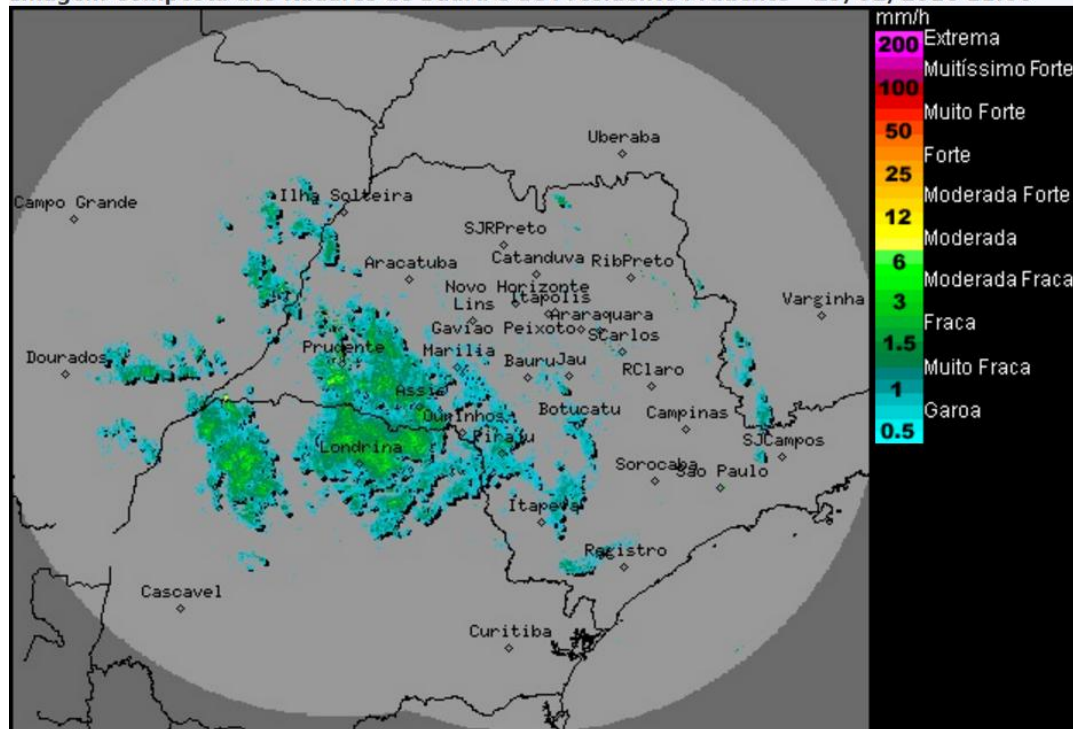 mm/h
200 Extrema
Muitíssimo Forte
100
Muito Forte
50
Forte
25
Moderada Forte
12
Moderada
6
Moderada Fraca
3
Fraca
1.5
Muito Fraca
1
Garoa
0.5
Uberaba
Ilha Solteira
Campo Grande
SJRPreto
Aracatuba
Catanduva
RibPreto
Novo Horizonte
Lins
Itapolis
Varginha
Araraquara
Gaviao Peixoto
SCarlos
Prudente
Marilia
Dourados
Bauru
Jau
RClaro
Assis
Ourinhos
Botucatu
Campinas
Piraju
SJCampos
Londrina
Sorocaba
Sao Paulo
Itapeva
Registro
Cascavel
Curitiba